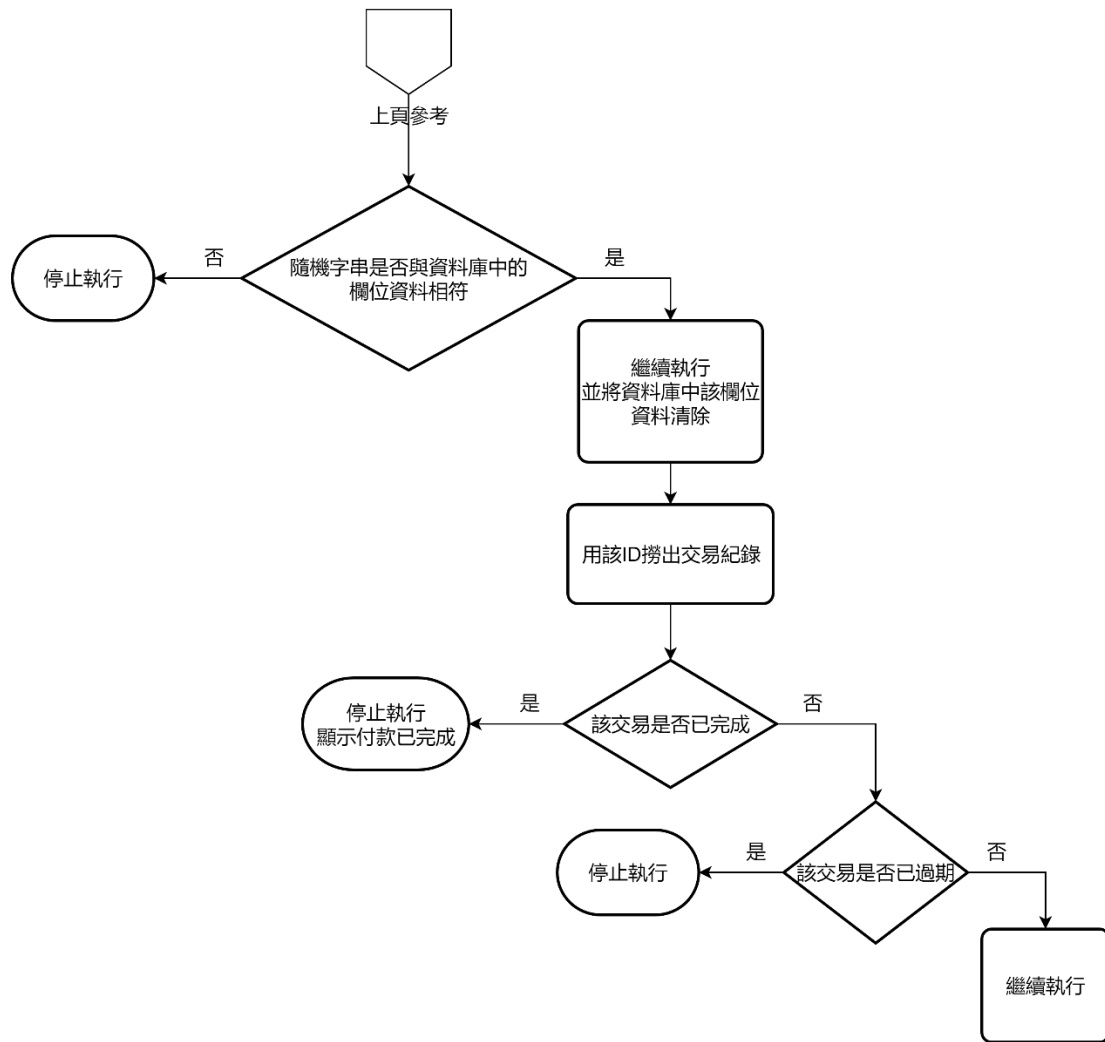 上頁參考
否
是
停止執行
隨機字串是否與資料庫中的
欄位資料相符
繼續執行
並將資料庫中該欄位
資料清除
用該ID撈出交易紀錄
是
否
停止執行
顯示付款已完成
該交易是否已完成
是
否
停止執行
該交易是否已過期
繼續執行